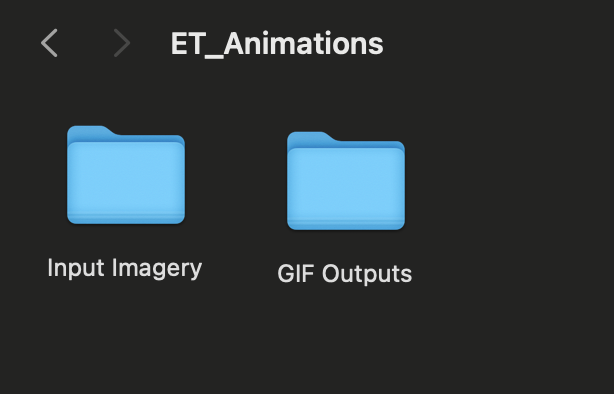 ET_Animations
Input Imagery
GIF Outputs